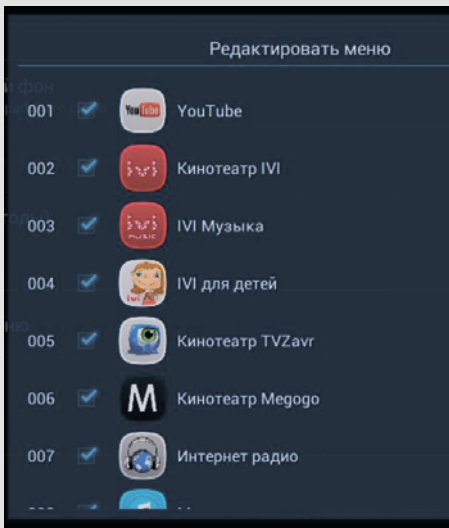 Редактировать меню
001 YouTube
002 Кинотеатр IVI
003 IVI Музыка
004 IVI для детей
005 Кинотеатр TVZavr
006 Кинотеатр Megogo
007 Интернет радио